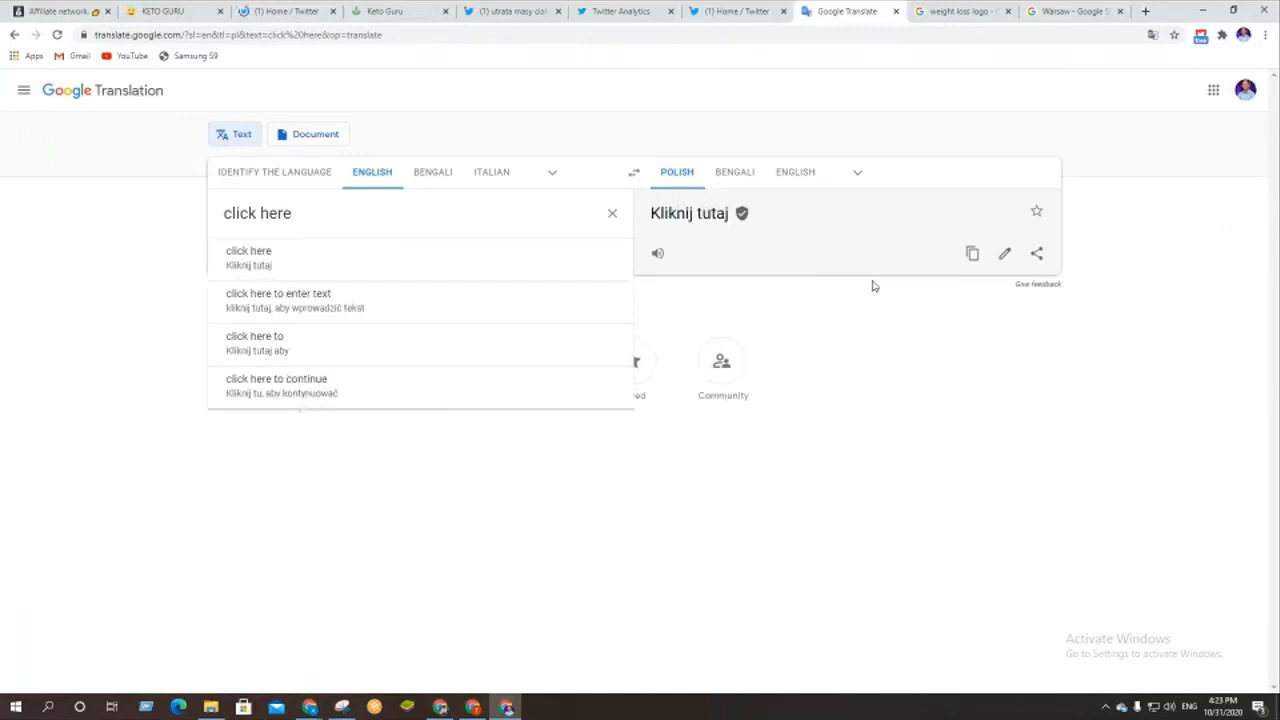 Affiliate network.
KETO GURU
(1) Home / Twitter
Keto Guru
(1) utrata masy ciała
Twitter Analytics
(1) Home / Twitter
Google Translate
weight loss logo -
Warsaw - Google S
translate.google.com/?sl=en&tl=pl&text=click%20here&op=translate
Apps
Gmail
YouTube
Samsung S9
Google Translation
Text
Document
IDENTIFY THE LANGUAGE
ENGLISH
BENGALI
ITALIAN
POLISH
BENGALI
ENGLISH
click here
Kliknij tutaj
click here
Kliknij tutaj
click here to enter text
kliknij tutaj, aby wprowadzić tekst
click here to
Kliknij tutaj aby
click here to continue
Kliknij tu, aby kontynuować
Give feedback
ved
Community
Activate Windows
Go to Settings to activate Windows.
ENG
4:23 PM
10/31/2020